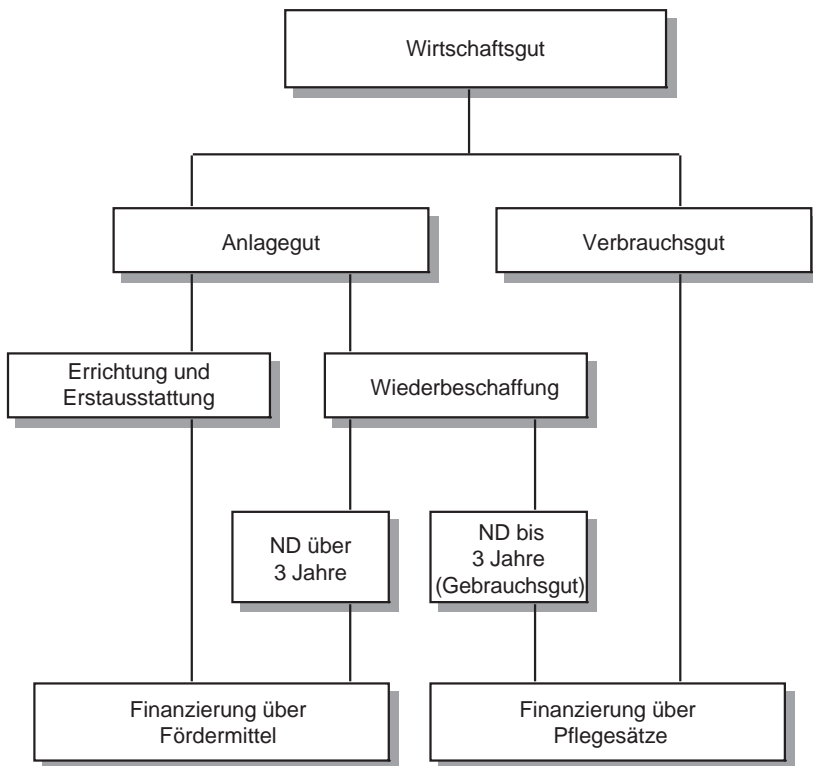 Wirtschaftsgut
Anlagegut
Verbrauchsgut
Errichtung und
Erstausstattung
Wiederbeschaffung
ND über
3 Jahre
ND bis
3 Jahre
(Gebrauchsgut)
Finanzierung über
Fördermittel
Finanzierung über
Pflegesätze